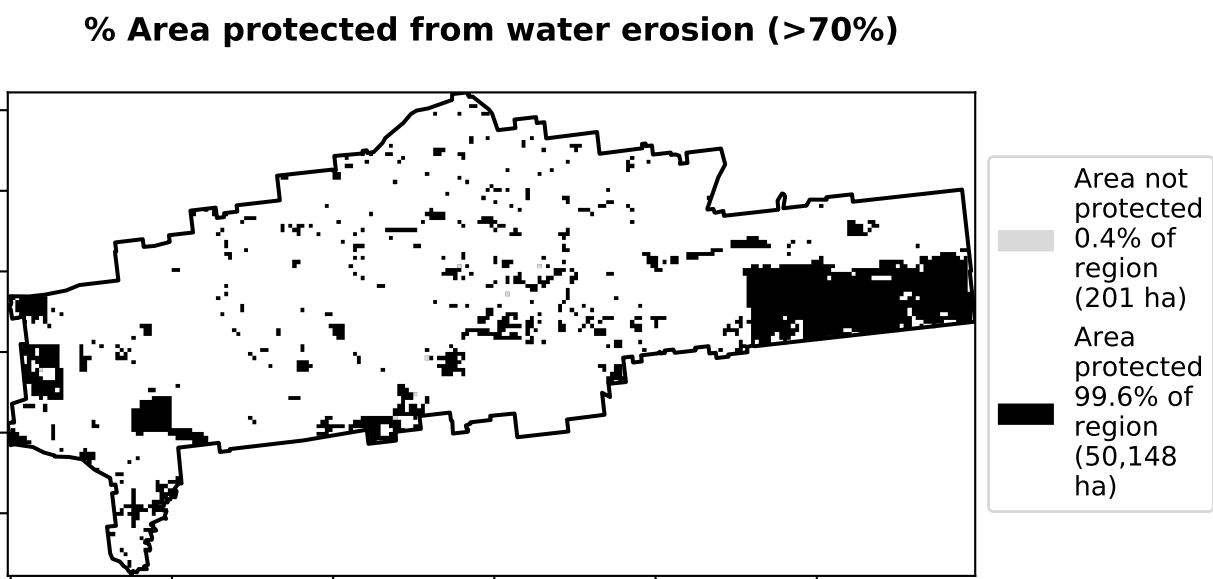 % Area protected from water erosion (>70%)
Area not
protected
0.4% of
region
(201 ha)
Area
protected
99.6% of
region
(50,148
ha)